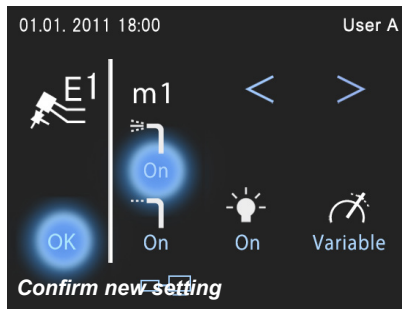 01.01. 2011 18:00 User A
E1
m1 < >
On
OK On On Variable
Confirm new setting